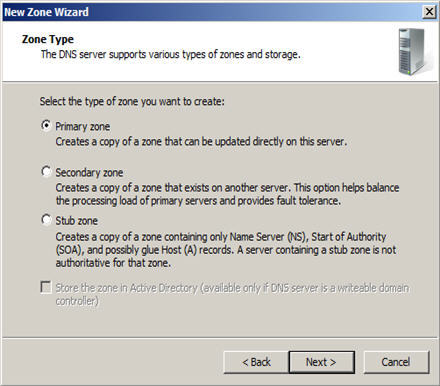 New Zone Wizard
Zone Type
The DNS server supports various types of zones and storage.
Select the type of zone you want to create:
Primary zone
Creates a copy of a zone that can be updated directly on this server.
Secondary zone
Creates a copy of a zone that exists on another server. This option helps balance
the processing load of primary servers and provides fault tolerance.
Stub zone
Creates a copy of a zone containing only Name Server (NS), Start of Authority
(SOA), and possibly glue Host (A) records. A server containing a stub zone is not
authoritative for that zone.
Store the zone in Active Directory (available only if DNS server is a writeable domain
controller)
< Back
Next >
Cancel